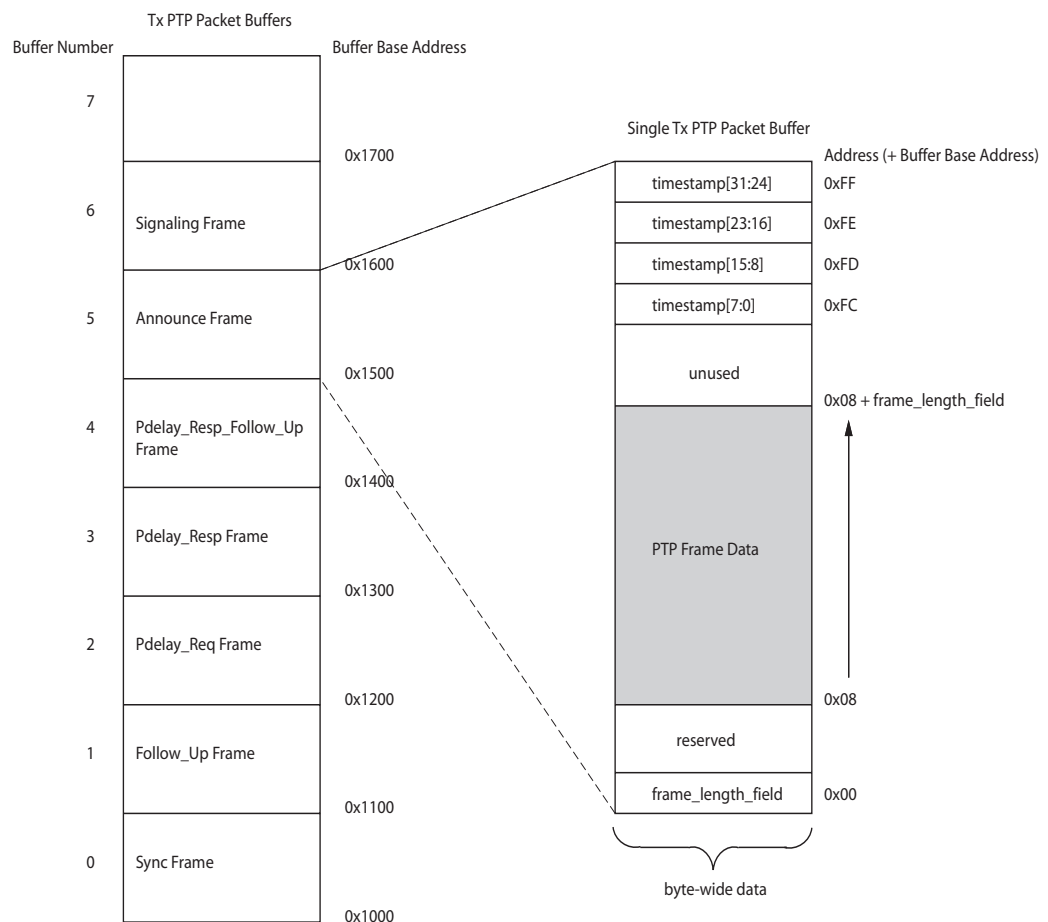 Tx PTP Packet Buffers
Buffer Number
Buffer Base Address
7
0x1700
6
Signaling Frame
0x1600
5
Announce Frame
0x1500
4
Pdelay_Resp_Follow_Up
Frame
0x1400
3
Pdelay_Resp Frame
0x1300
2
Pdelay_Req Frame
0x1200
1
Follow_Up Frame
0x1100
0
Sync Frame
0x1000
Single Tx PTP Packet Buffer
Address (+ Buffer Base Address)
timestamp[31:24]
0xFF
timestamp[23:16]
0xFE
timestamp[15:8]
0xFD
timestamp[7:0]
0xFC
unused
0x08 + frame_length_field
PTP Frame Data
0x08
reserved
frame_length_field
0x00
byte-wide data